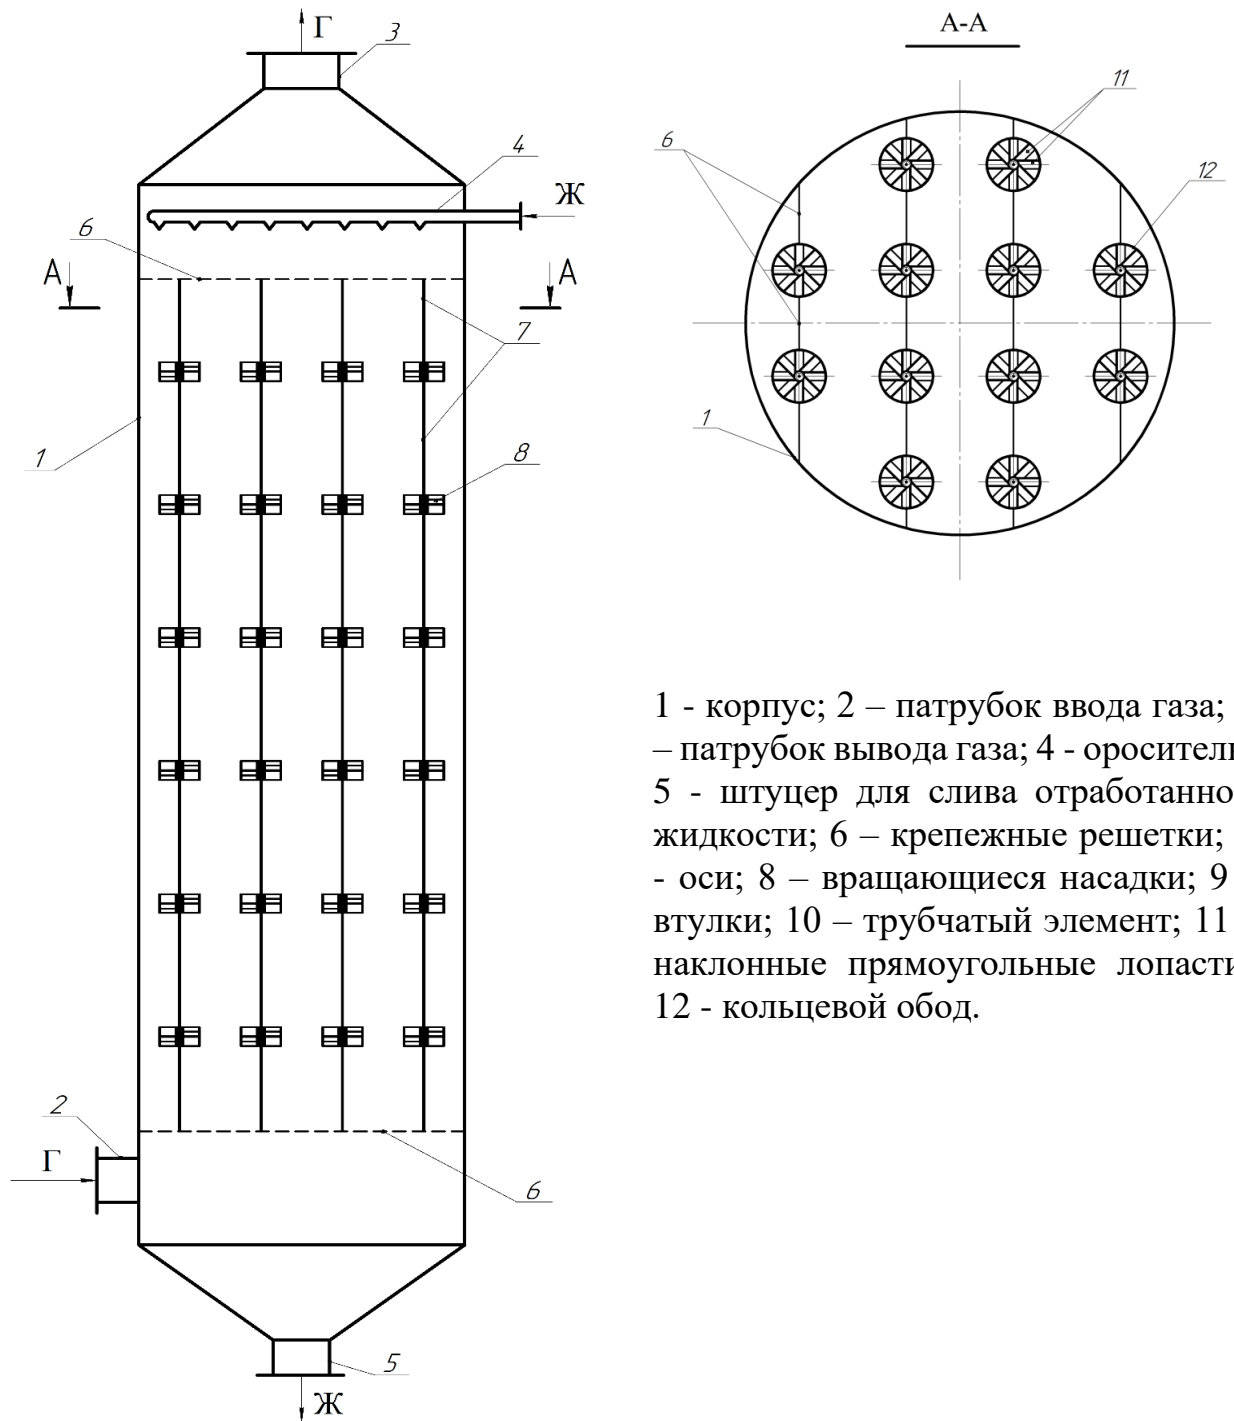 Г
3
А-А
11
4
6
12
Ж
6
А
А
7
1
1
8
1 - корпус; 2 – патрубок ввода газа;
– патрубок вывода газа; 4 - ороситель
5 - штуцер для слива отработанно
жидкости; 6 – крепежные решетки;
- оси; 8 – вращающиеся насадки; 9
втулки; 10 – трубчатый элемент; 11
наклонные прямоугольные лопасти
12 - кольцевой обод.
2
Г
6
5
Ж